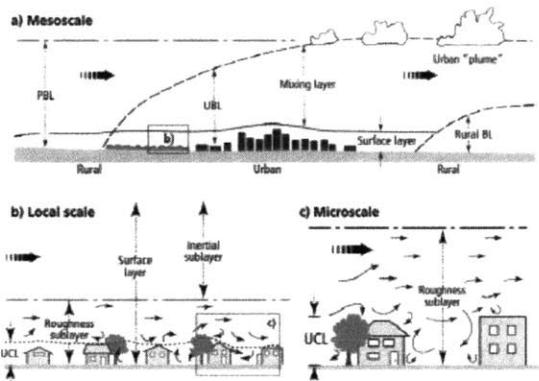 a) Mesoscale
Urban "plume"
PBL
UBL
Mixing layer
b)
Surface layer
Rural BL
Rural
Urban
Rural
b) Local scale
Surface
layer
Inertial
sublayer
Roughness
sublayer
UCL
c)
c) Microscale
Roughness
sublayer
UCL